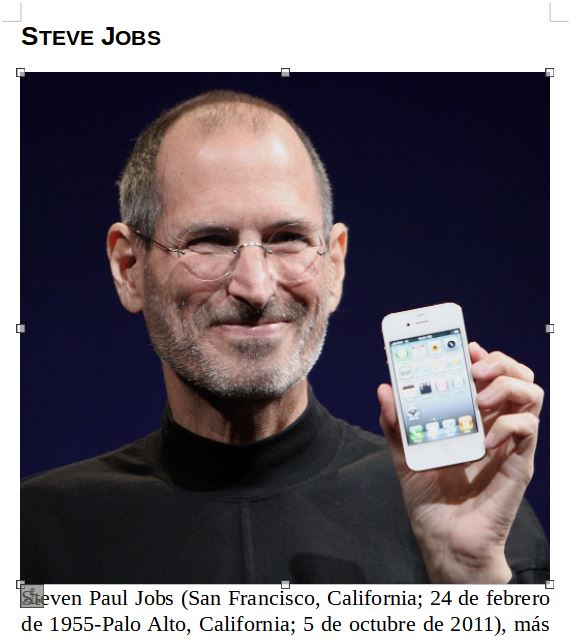 STEVE JOBS
Steven Paul Jobs (San Francisco, California; 24 de febrero
de 1955-Palo Alto, California; 5 de octubre de 2011), más